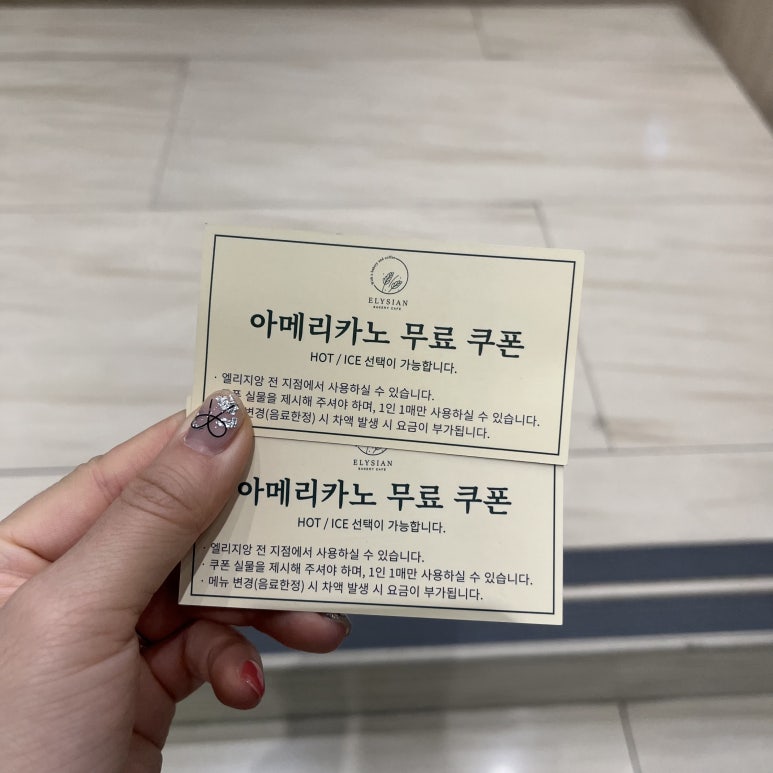 ELYSIAN
BAKERY CAFE
아메리카노 무료 쿠폰
HOT / ICE 선택이 가능합니다.
· 엘리지앙 전 지점에서 사용하실 수 있습니다.
폰 실물을 제시해 주셔야 하며, 1인 1매만 사용하실 수 있습니다.
변경(음료한정) 시 차액 발생 시 요금이 부가됩니다.
ELYSIAN
BAKERY CAFE
아메리카노 무료 쿠폰
HOT / ICE 선택이 가능합니다.
· 엘리지앙 전 지점에서 사용하실 수 있습니다.
· 쿠폰 실물을 제시해 주셔야 하며, 1인 1매만 사용하실 수 있습니다.
· 메뉴 변경(음료한정) 시 차액 발생 시 요금이 부가됩니다.